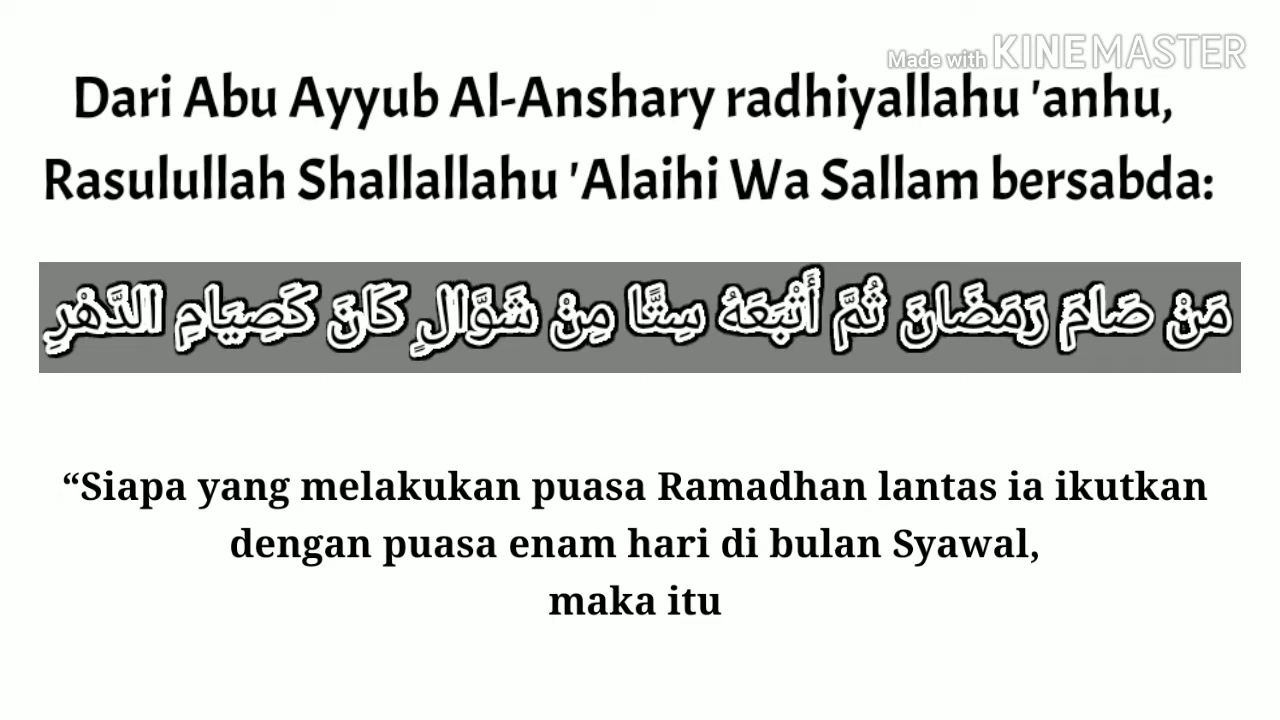 Made with KINEMASTER
Dari Abu Ayyub Al-Anshary radhiyallahu 'anhu,
Rasulullah Shallallahu 'Alaihi Wa Sallam bersabda:
مَنْ صَامَ رَمَضَانَ ثُمَّ أَتْبَعَهُ سِتًّا مِنْ شَوَّالٍ كَانَ كَصِيَامِ الدَّهْرِ
“Siapa yang melakukan puasa Ramadhan lantas ia ikutkan
dengan puasa enam hari di bulan Syawal,
maka itu